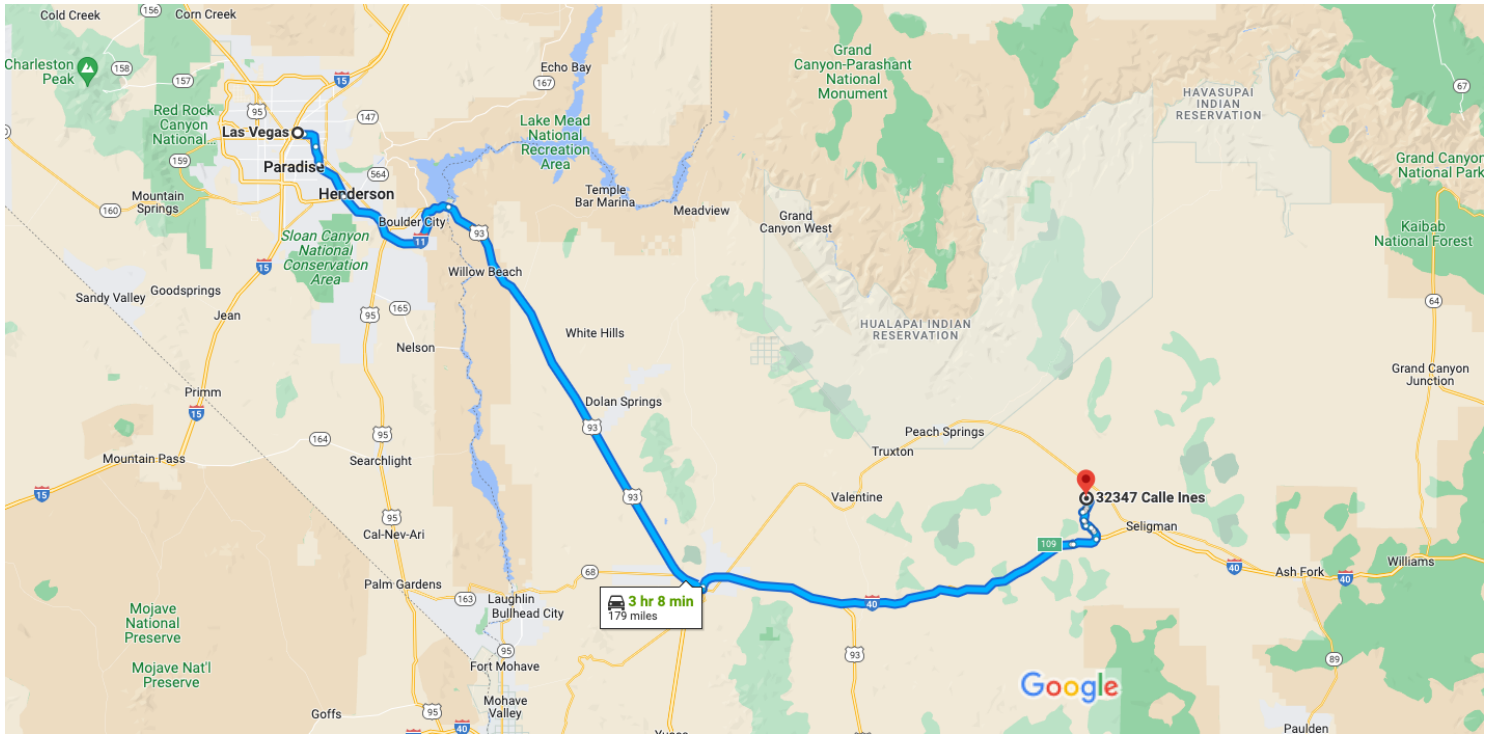 Cold Creek
156
Corn Creek
Charleston
Peak
158
157
15
Echo Bay
167
Grand
Canyon-Parashant
National
Monument
67
HAVASUPAI
INDIAN
RESERVATION
Red Rock
Canyon
National...
95
147
Las Vegas
Lake Mead
National
Recreation
Area
159
Paradise
564
Grand Canyon
National Park
Henderson
Mountain
Springs
160
Temple
Bar Marina
Meadview
Grand
Canyon West
Boulder City
11
93
Kaibab
National Forest
Sloan Canyon
National
Conservation
Area
15
Willow Beach
Sandy Valley
Goodsprings
Jean
95
165
64
White Hills
HUALAPAI INDIAN
RESERVATION
Nelson
Grand Canyon
Junction
Primm
15
Dolan Springs
93
164
95
Peach Springs
Mountain Pass
Searchlight
Truxton
15
93
Valentine
32347 Calle Ines
95
Seligman
Cal-Nev-Ari
109
40
Ash Fork
40
Williams
68
Palm Gardens
163
Laughlin
Bullhead City
3 hr 8 min
179 miles
40
Mojave
National
Preserve
95
93
89
Fort Mohave
Mojave Nat'l
Preserve
Google
Mohave
Valley
Goffs
95
40
Paulden